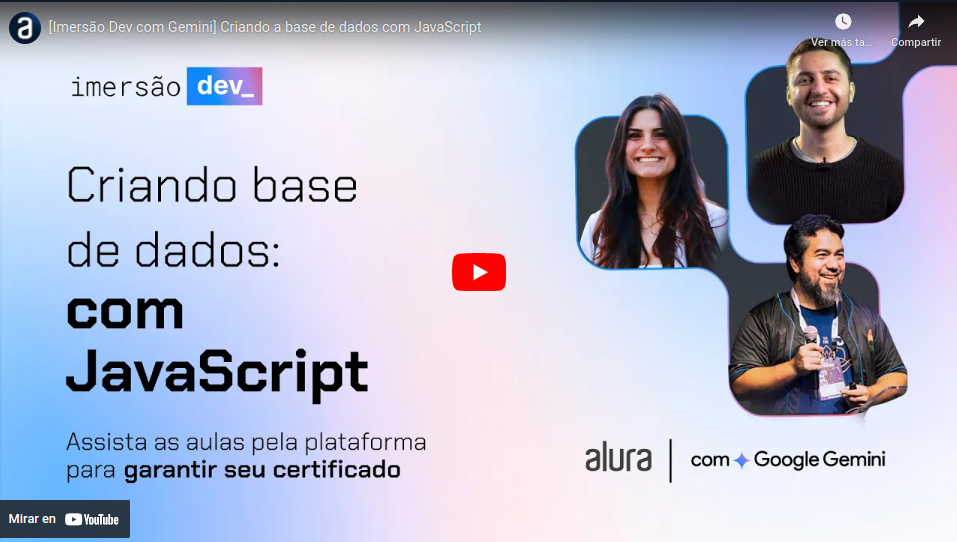 [Imersão Dev com Gemini] Criando a base de dados com JavaScript
Ver más ta...
Compartir
imersão dev_
Criando base
de dados:
com
JavaScript
Assista as aulas pela plataforma
para garantir seu certificado
alura
com Google Gemini
Mirar en YouTube